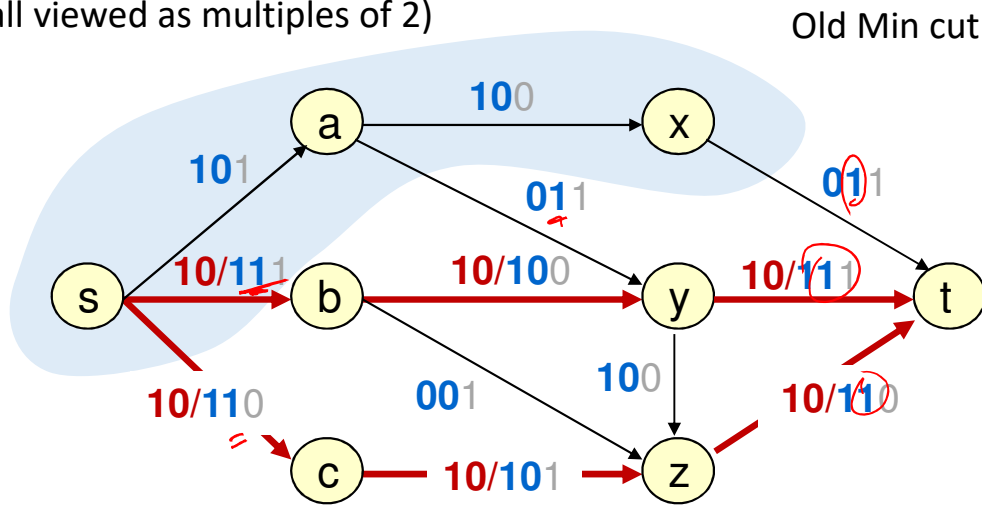 all viewed as multiples of 2)
Old Min cut
a
100
x
101
011
011
s
10/111
b
10/100
y
10/111
t
10/110
001
100
10/110
c
10/101
z